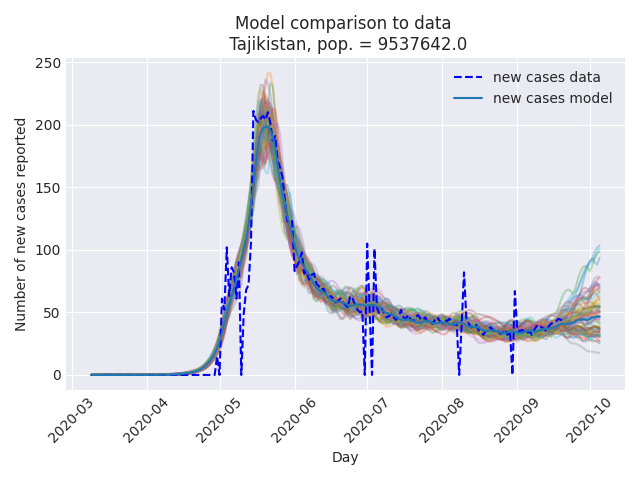 Model comparison to data
Tajikistan, pop. = 9537642.0
new cases data
new cases model
Number of new cases reported
250
200
150
100
50
0
2020-03
2020-04
2020-05
2020-06
2020-07
2020-08
2020-09
2020-10
Day